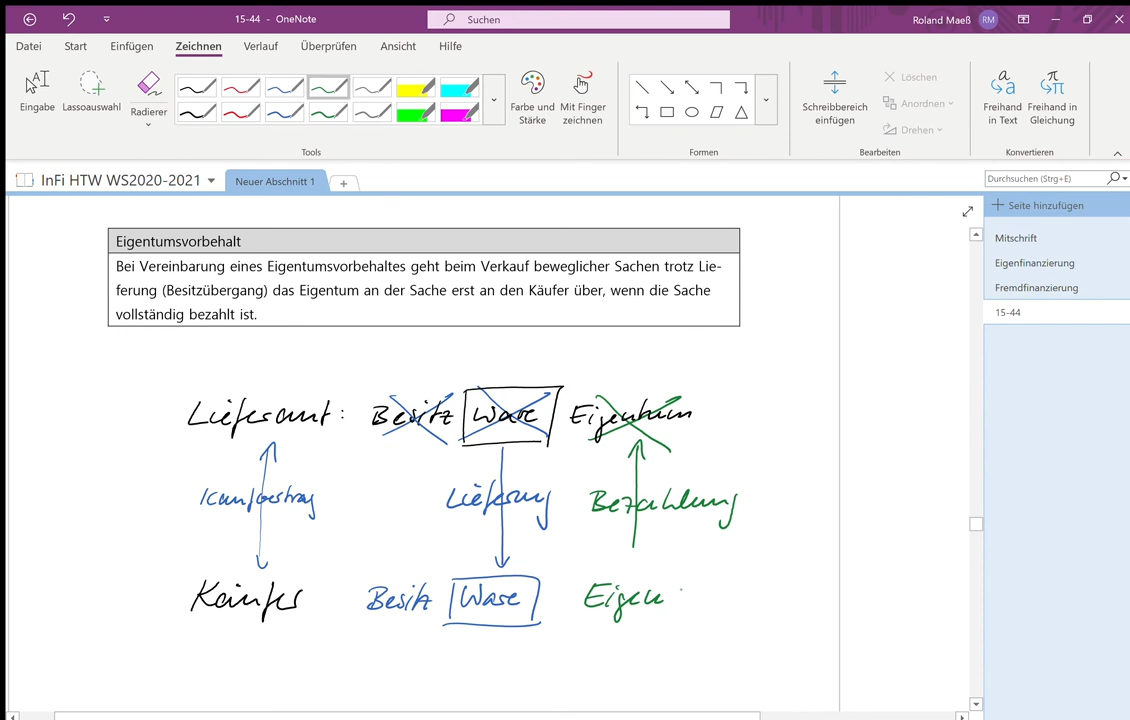 15-44 - OneNote
Suchen
Roland Maeß
RM
Datei Start Einfügen Zeichnen Verlauf Überprüfen Ansicht Hilfe
Eingabe Lassoauswahl Radierer
Farbe und Stärke
Mit Finger zeichnen
Schreibbereich einfügen
Löschen
Anordnen
Drehen
Freihand in Text
Freihand in Gleichung
Tools Formen Bearbeiten Konvertieren
InFi HTW WS2020-2021 Neuer Abschnitt 1
Durchsuchen (Strg+E)
Seite hinzufügen
Mitschrift
Eigenfinanzierung
Fremdfinanzierung
15-44
Eigentumsvorbehalt
Bei Vereinbarung eines Eigentumsvorbehaltes geht beim Verkauf beweglicher Sachen trotz Lie-
ferung (Besitzübergang) das Eigentum an der Sache erst an den Käufer über, wenn die Sache
vollständig bezahlt ist.
Lieferant: Besitz Ware Eigentum
Kaufvertrag Lieferung Bezahlung
Käufer Besitz Ware Eigen